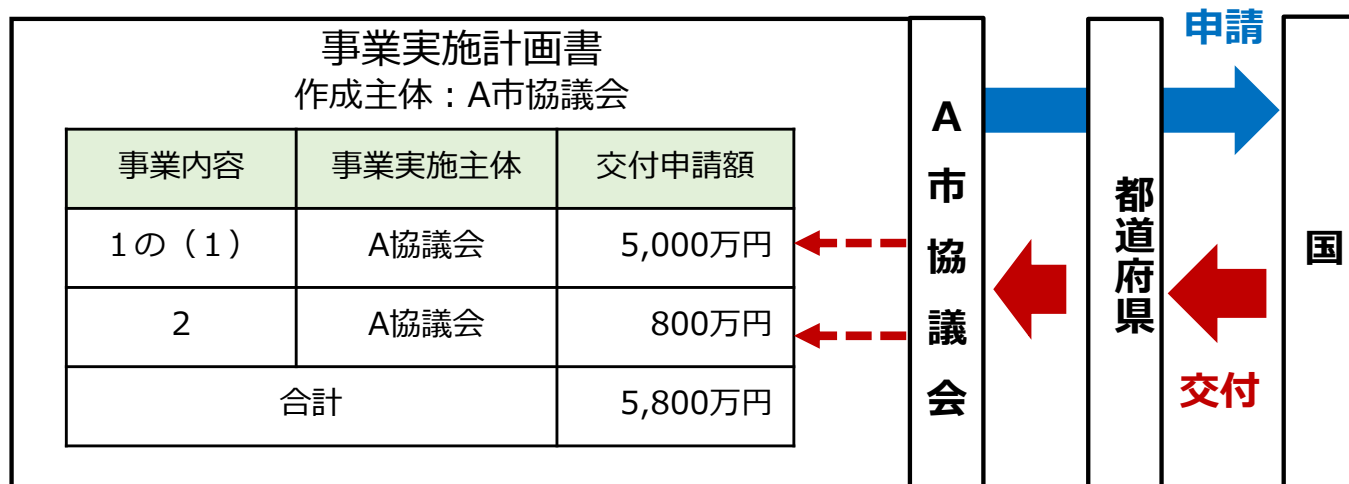 事業実施計画書
作成主体:A市協議会
事業内容 事業実施主体 交付申請額
1の(1) A協議会 5,000万円
2 A協議会 800万円
合計 5,800万円
A市協議会
申請
都道府県
交付
国